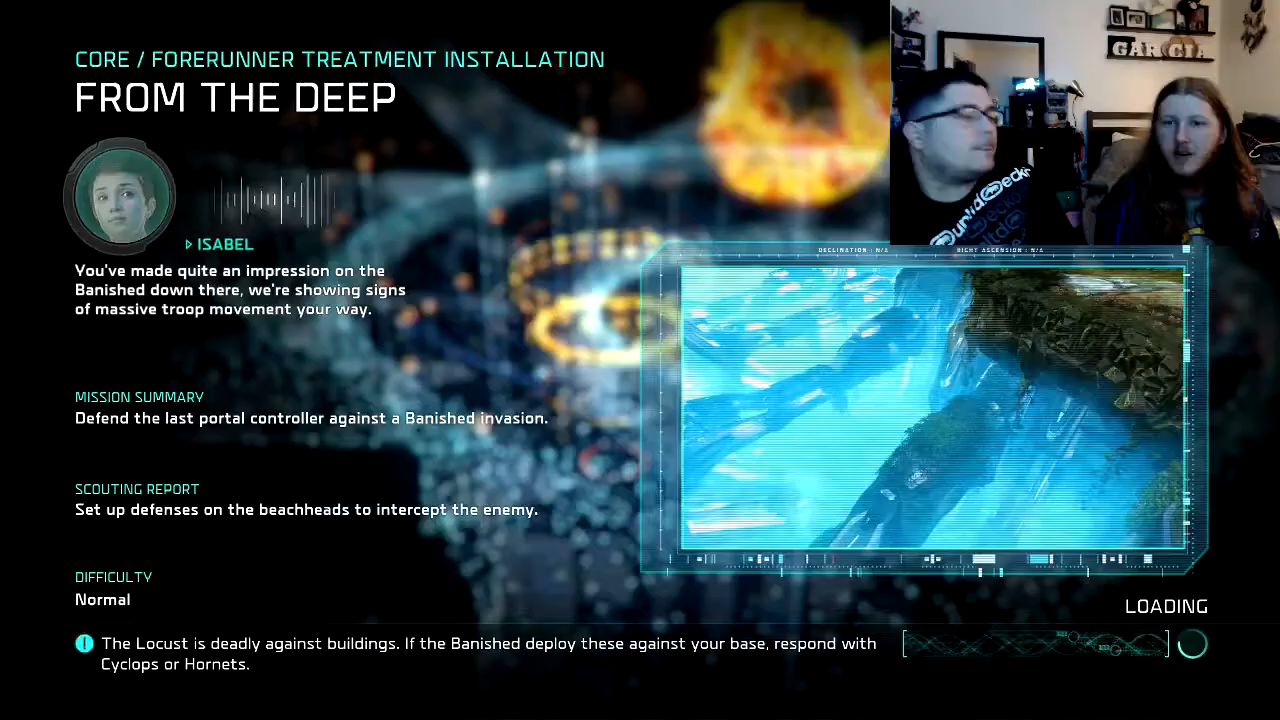 CORE / FORERUNNER TREATMENT INSTALLATION
FROM THE DEEP
GARCIA
ISABEL
You've made quite an impression on the
Banished down there, we're showing signs
of massive troop movement your way.
DECLINATION : N/A
RIGHT ASCENSION : N/A
MISSION SUMMARY
Defend the last portal controller against a Banished invasion.
SCOUTING REPORT
Set up defenses on the beachheads to intercept the enemy.
DIFFICULTY
Normal
LOADING
The Locust is deadly against buildings. If the Banished deploy these against your base, respond with
Cyclops or Hornets.